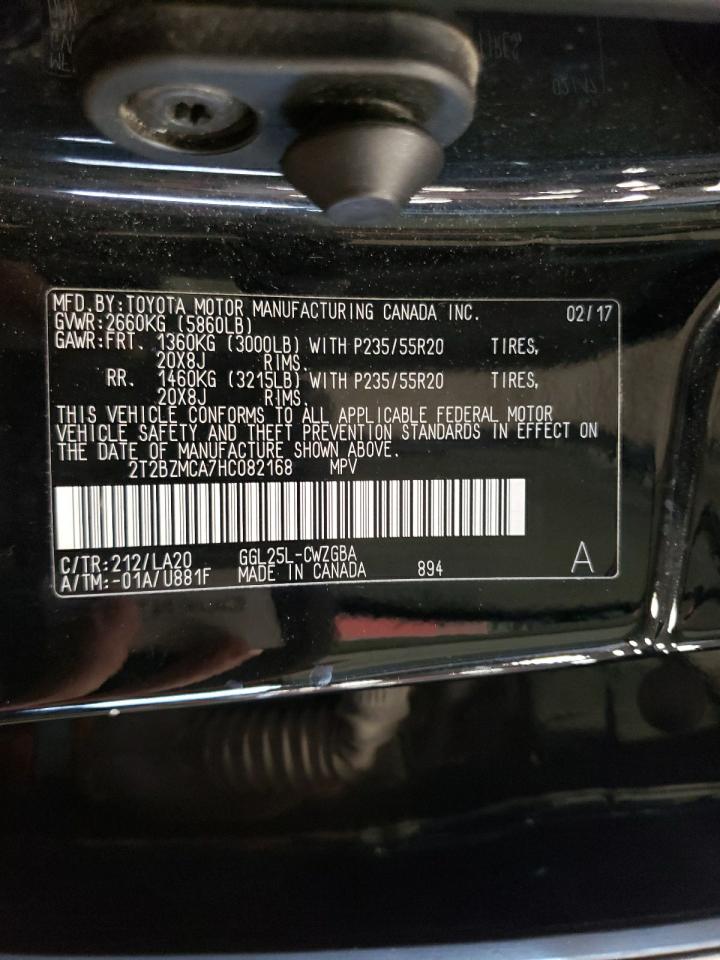 MFD.BY:TOYOTA MOTOR MANUFACTURING CANADA INC. 02/17
GVWR:2660KG (5860LB)
GAWR:FRT. 1360KG (3000LB) WITH P235/55R20 TIRES,
20X8J RIMS.
RR. 1460KG (3215LB) WITH P235/55R20 TIRES,
20X8J RIMS.
THIS VEHICLE CONFORMS TO ALL APPLICABLE FEDERAL MOTOR
VEHICLE SAFETY AND THEFT PREVENTION STANDARDS IN EFFECT ON
THE DATE OF MANUFACTURE SHOWN ABOVE.
2T2BZMCA7HC082168 MPV
C/TR:212/LA20 GGL25L-CWZGBA
A/TM:-01A/U881F MADE IN CANADA 894 A